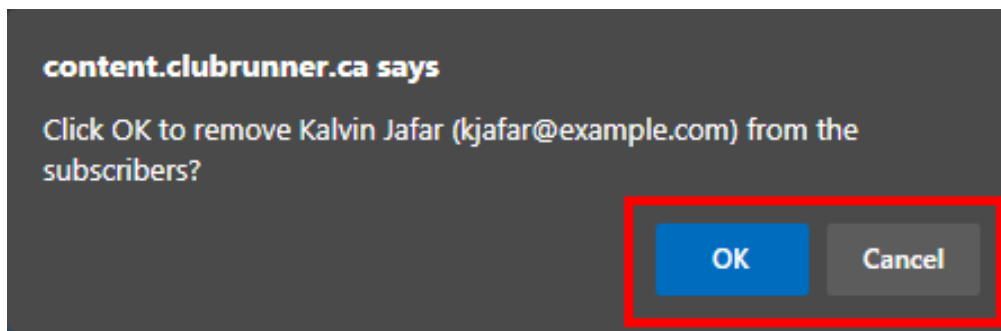 content.clubrunner.ca says
Click OK to remove Kalvin Jafar (kjafar@example.com) from the
subscribers?
OK Cancel